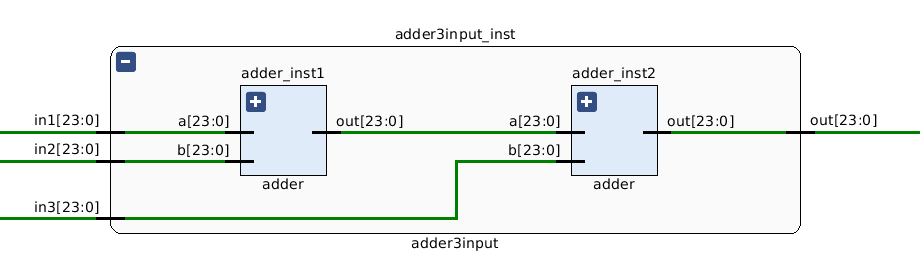 adder3input_inst
adder_inst1
adder_inst2
in1[23:0]
a[23:0]
out[23:0]
a[23:0]
out[23:0]
out[23:0]
in2[23:0]
b[23:0]
b[23:0]
adder
adder
in3[23:0]
adder3input